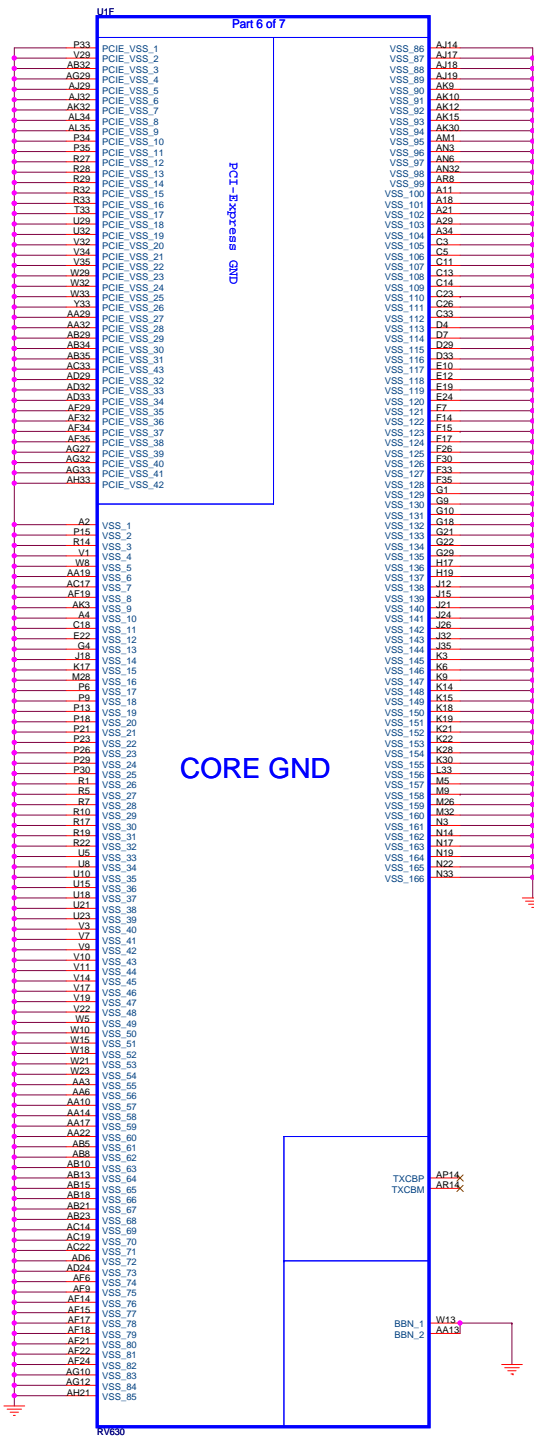 U1F
Part 6 of 7
P33 PCIE_VSS_1
V29 PCIE_VSS_2
AB32 PCIE_VSS_3
AG29 PCIE_VSS_4
AJ29 PCIE_VSS_5
AJ32 PCIE_VSS_6
AK32 PCIE_VSS_7
AL34 PCIE_VSS_8
AL35 PCIE_VSS_9
P34 PCIE_VSS_10
P35 PCIE_VSS_11
R27 PCIE_VSS_12
R28 PCIE_VSS_13
R29 PCIE_VSS_14
R32 PCIE_VSS_15
R33 PCIE_VSS_16
T33 PCIE_VSS_17
U29 PCIE_VSS_18
U32 PCIE_VSS_19
V32 PCIE_VSS_20
V34 PCIE_VSS_21
V35 PCIE_VSS_22
W29 PCIE_VSS_23
W32 PCIE_VSS_24
W33 PCIE_VSS_25
Y33 PCIE_VSS_26
AA29 PCIE_VSS_27
AA32 PCIE_VSS_28
AB29 PCIE_VSS_29
AB34 PCIE_VSS_30
AB35 PCIE_VSS_31
AC33 PCIE_VSS_43
AD29 PCIE_VSS_32
AD32 PCIE_VSS_33
AD33 PCIE_VSS_34
AF29 PCIE_VSS_35
AF32 PCIE_VSS_36
AF34 PCIE_VSS_37
AF35 PCIE_VSS_38
AG27 PCIE_VSS_39
AG32 PCIE_VSS_40
AG33 PCIE_VSS_41
AH33 PCIE_VSS_42
PCI-Express GND
A2 VSS_1
P15 VSS_2
R14 VSS_3
V1 VSS_4
W8 VSS_5
AA19 VSS_6
AC17 VSS_7
AF19 VSS_8
AK3 VSS_9
A4 VSS_10
C18 VSS_11
E22 VSS_12
G4 VSS_13
J18 VSS_14
K17 VSS_15
M28 VSS_16
P6 VSS_17
P9 VSS_18
P13 VSS_19
P18 VSS_20
P21 VSS_21
P23 VSS_22
P26 VSS_23
P29 VSS_24
P30 VSS_25
R1 VSS_26
R5 VSS_27
R7 VSS_28
R10 VSS_29
R17 VSS_30
R19 VSS_31
R22 VSS_32
U5 VSS_33
U8 VSS_34
U10 VSS_35
U15 VSS_36
U18 VSS_37
U21 VSS_38
U23 VSS_39
V3 VSS_40
V7 VSS_41
V9 VSS_42
V10 VSS_43
V11 VSS_44
V14 VSS_45
V17 VSS_46
V19 VSS_47
V22 VSS_48
W5 VSS_49
W10 VSS_50
W15 VSS_51
W18 VSS_52
W21 VSS_53
W23 VSS_54
AA3 VSS_55
AA6 VSS_56
AA10 VSS_57
AA14 VSS_58
AA17 VSS_59
AA22 VSS_60
AB5 VSS_61
AB8 VSS_62
AB10 VSS_63
AB13 VSS_64
AB15 VSS_65
AB18 VSS_66
AB21 VSS_67
AB23 VSS_68
AC14 VSS_69
AC19 VSS_70
AC22 VSS_71
AD6 VSS_72
AD24 VSS_73
AF6 VSS_74
AF9 VSS_75
AF14 VSS_76
AF15 VSS_77
AF17 VSS_78
AF18 VSS_79
AF21 VSS_80
AF22 VSS_81
AF24 VSS_82
AG10 VSS_83
AG12 VSS_84
AH21 VSS_85
CORE GND
VSS_86 AJ14
VSS_87 AJ17
VSS_88 AJ18
VSS_89 AJ19
VSS_90 AK9
VSS_91 AK10
VSS_92 AK12
VSS_93 AK15
VSS_94 AK30
VSS_95 AM1
VSS_96 AN3
VSS_97 AN6
VSS_98 AN32
VSS_99 AR8
VSS_100 A11
VSS_101 A18
VSS_102 A21
VSS_103 A29
VSS_104 A34
VSS_105 C3
VSS_106 C5
VSS_107 C11
VSS_108 C13
VSS_109 C14
VSS_110 C23
VSS_111 C26
VSS_112 C33
VSS_113 D4
VSS_114 D7
VSS_115 D29
VSS_116 D33
VSS_117 E10
VSS_118 E12
VSS_119 E19
VSS_120 E24
VSS_121 F7
VSS_122 F14
VSS_123 F15
VSS_124 F17
VSS_125 F26
VSS_126 F30
VSS_127 F33
VSS_128 F35
VSS_129 G1
VSS_130 G9
VSS_131 G10
VSS_132 G18
VSS_133 G21
VSS_134 G22
VSS_135 G29
VSS_136 H17
VSS_137 H19
VSS_138 J12
VSS_139 J15
VSS_140 J21
VSS_141 J24
VSS_142 J26
VSS_143 J32
VSS_144 J35
VSS_145 K3
VSS_146 K6
VSS_147 K9
VSS_148 K14
VSS_149 K15
VSS_150 K18
VSS_151 K19
VSS_152 K21
VSS_153 K22
VSS_154 K28
VSS_155 K30
VSS_156 L33
VSS_157 M5
VSS_158 M9
VSS_159 M26
VSS_160 M32
VSS_161 N3
VSS_162 N14
VSS_163 N17
VSS_164 N19
VSS_165 N22
VSS_166 N33
TXCBP AP14
TXCBM AR14
BBN_1 W13
BBN_2 AA13
RV630